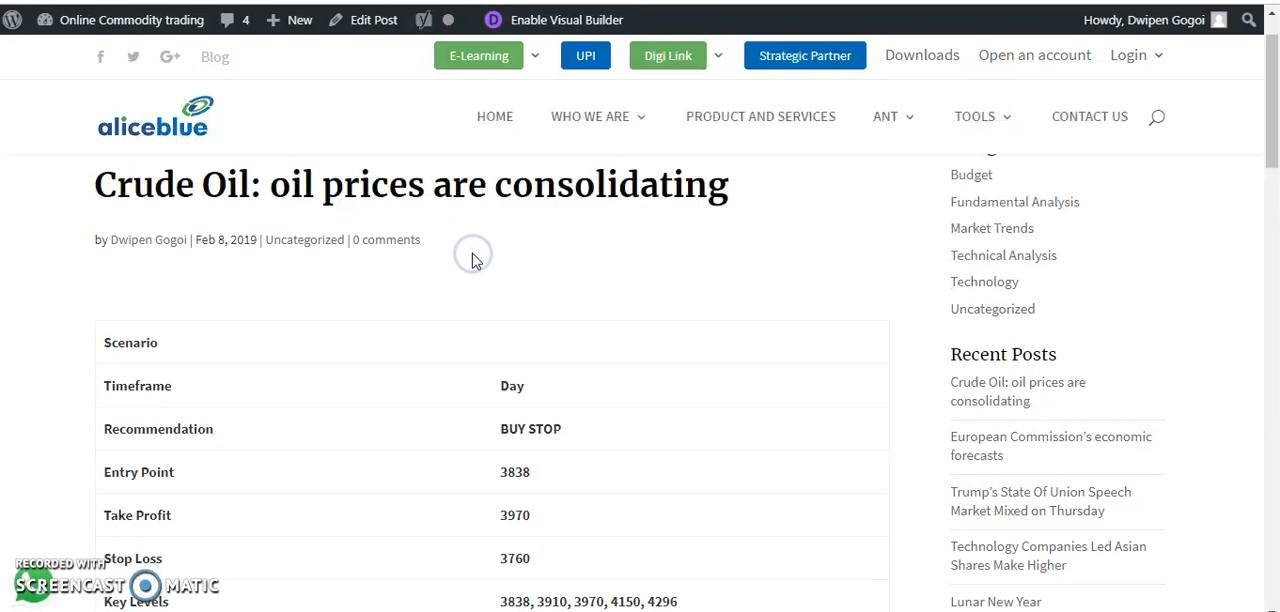 Online Commodity trading 4 New Edit Post Enable Visual Builder Howdy, Dwipen Gogoi
Blog E-Learning UPI Digi Link Strategic Partner Downloads Open an account Login
aliceblue HOME WHO WE ARE PRODUCT AND SERVICES ANT TOOLS CONTACT US
Crude Oil: oil prices are consolidating
by Dwipen Gogoi | Feb 8, 2019 | Uncategorized | 0 comments
Scenario
Timeframe Day
Recommendation BUY STOP
Entry Point 3838
Take Profit 3970
Stop Loss 3760
Key Levels 3838, 3910, 3970, 4150, 4296
Budget
Fundamental Analysis
Market Trends
Technical Analysis
Technology
Uncategorized
Recent Posts
Crude Oil: oil prices are
consolidating
European Commission's economic
forecasts
Trump's State Of Union Speech
Market Mixed on Thursday
Technology Companies Led Asian
Shares Make Higher
Lunar New Year
RECORDED WITH
SCREENCAST MATIC